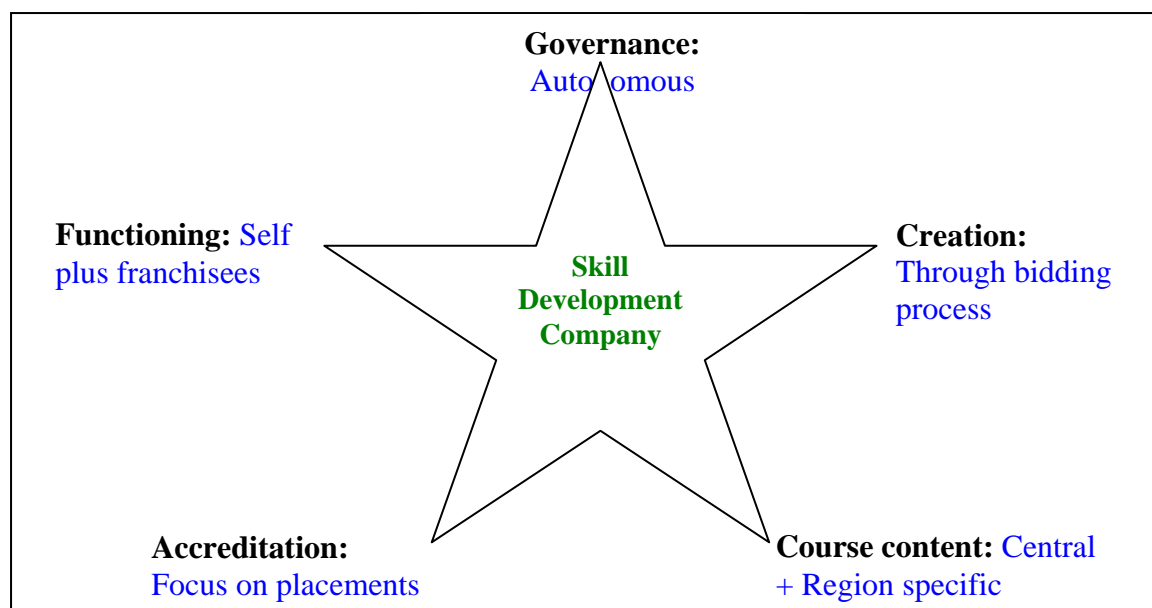 Governance:
Autonomous
Functioning: Self
plus franchisees
Creation:
Through bidding
process
Skill
Development
Company
Accreditation:
Focus on placements
Course content: Central
+ Region specific